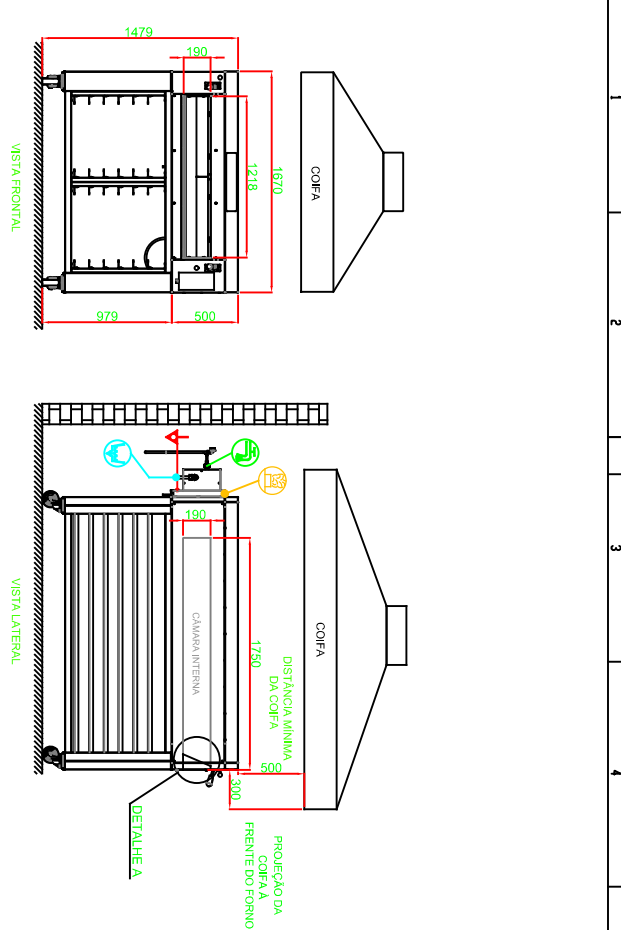 1
2
3
4
COIFA
1479
190
1218
1670
979
500
VISTA FRONTAL
COIFA
190
CÂMARA INTERNA
1750
DISTÂNCIA MÍNIMA
DA COIFA
500
300
PROJEÇÃO DA
COIFA À
FRENTE DO FORNO
DETALHE A
VISTA LATERAL